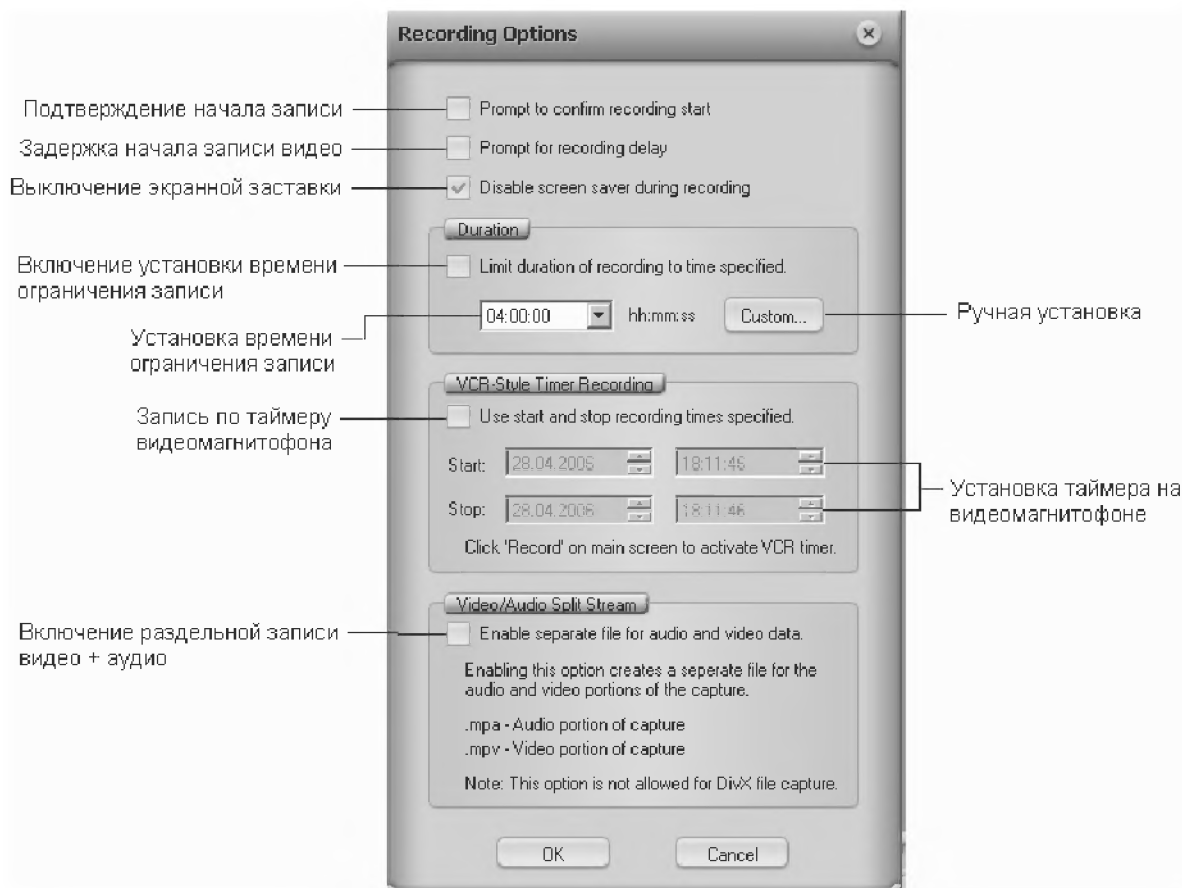 Recording Options
Подтверждение начала записи
Prompt to confirm recording start
Задержка начала записи видео
Prompt for recording delay
Выключение экранной заставки
Disable screen saver during recording
Duration
Включение установки времени
ограничения записи
Limit duration of recording to time specified.
04:00:00
hh:mm:ss
Custom...
Ручная установка
Установка времени
ограничения записи
VCR-Style Timer Recording
Запись по таймеру
видеомагнитофона
Use start and stop recording times specified.
Start:
28.04.2006
18:11:46
Stop:
28.04.2006
18:11:46
Установка таймера на
видеомагнитофоне
Click 'Record' on main screen to activate VCR timer.
Video/Audio Split Stream
Включение раздельной записи
видео + аудио
Enable separate file for audio and video data.
Enabling this option creates a seperate file for the
audio and video portions of the capture.
.mpa - Audio portion of capture
.mpv - Video portion of capture
Note: This option is not allowed for DivX file capture.
OK
Cancel